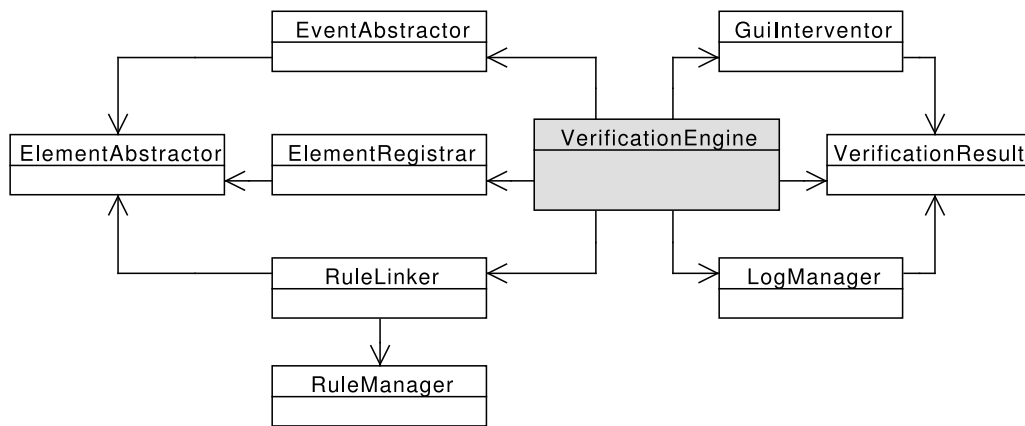 EventAbstractor
GuiInterventor
ElementAbstractor
ElementRegistrar
VerificationEngine
VerificationResult
RuleLinker
LogManager
RuleManager